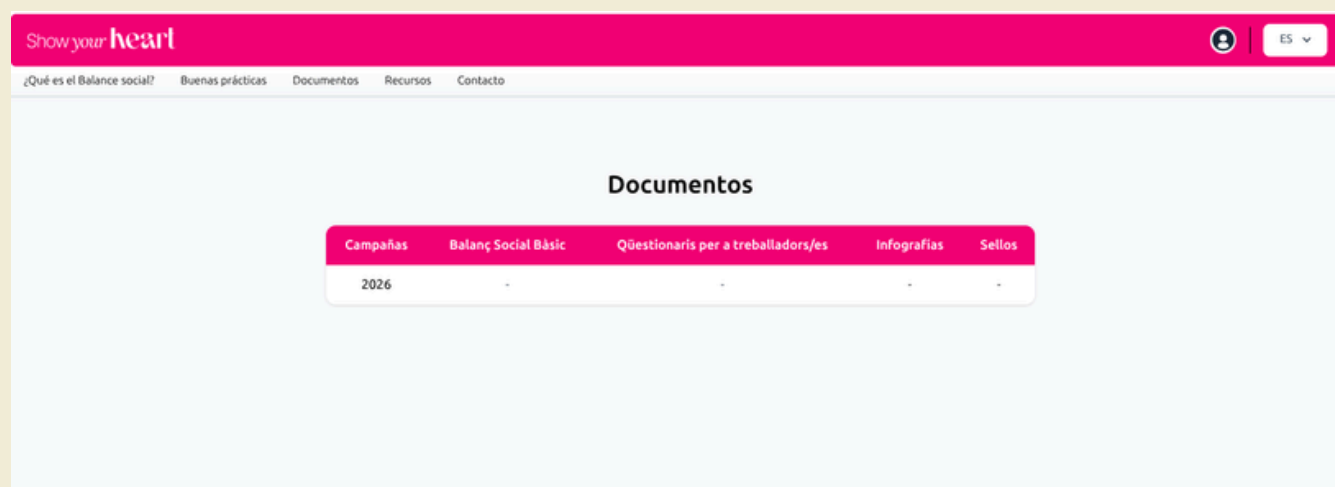 Show your heart
ES
¿Qué es el Balance social? Buenas prácticas Documentos Recursos Contacto
Documentos
Campañas Balanç Social Bàsic Qüestionaris per a treballadors/es Infografías Sellos
2026 - - - -